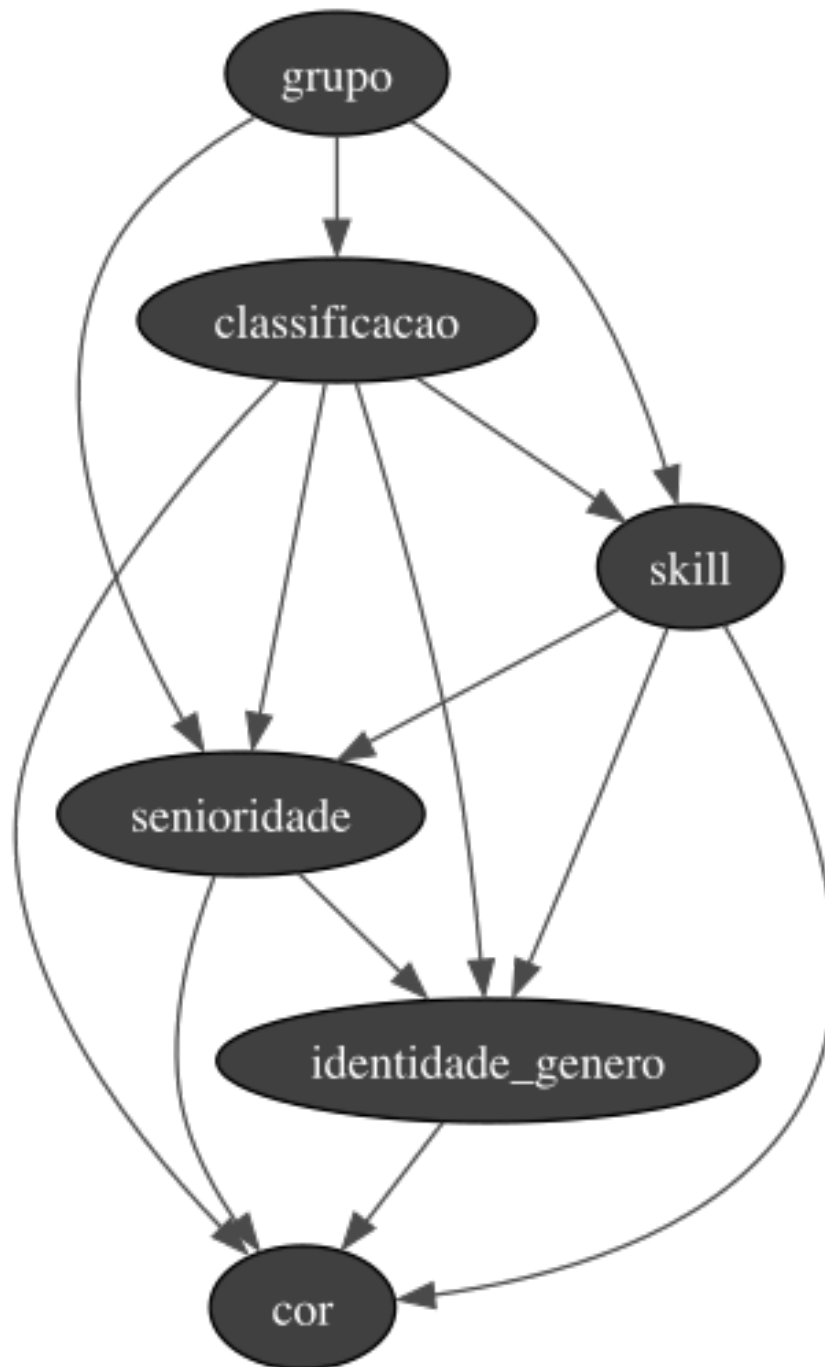 grupo
classificacao
skill
senioridade
identidade_genero
cor